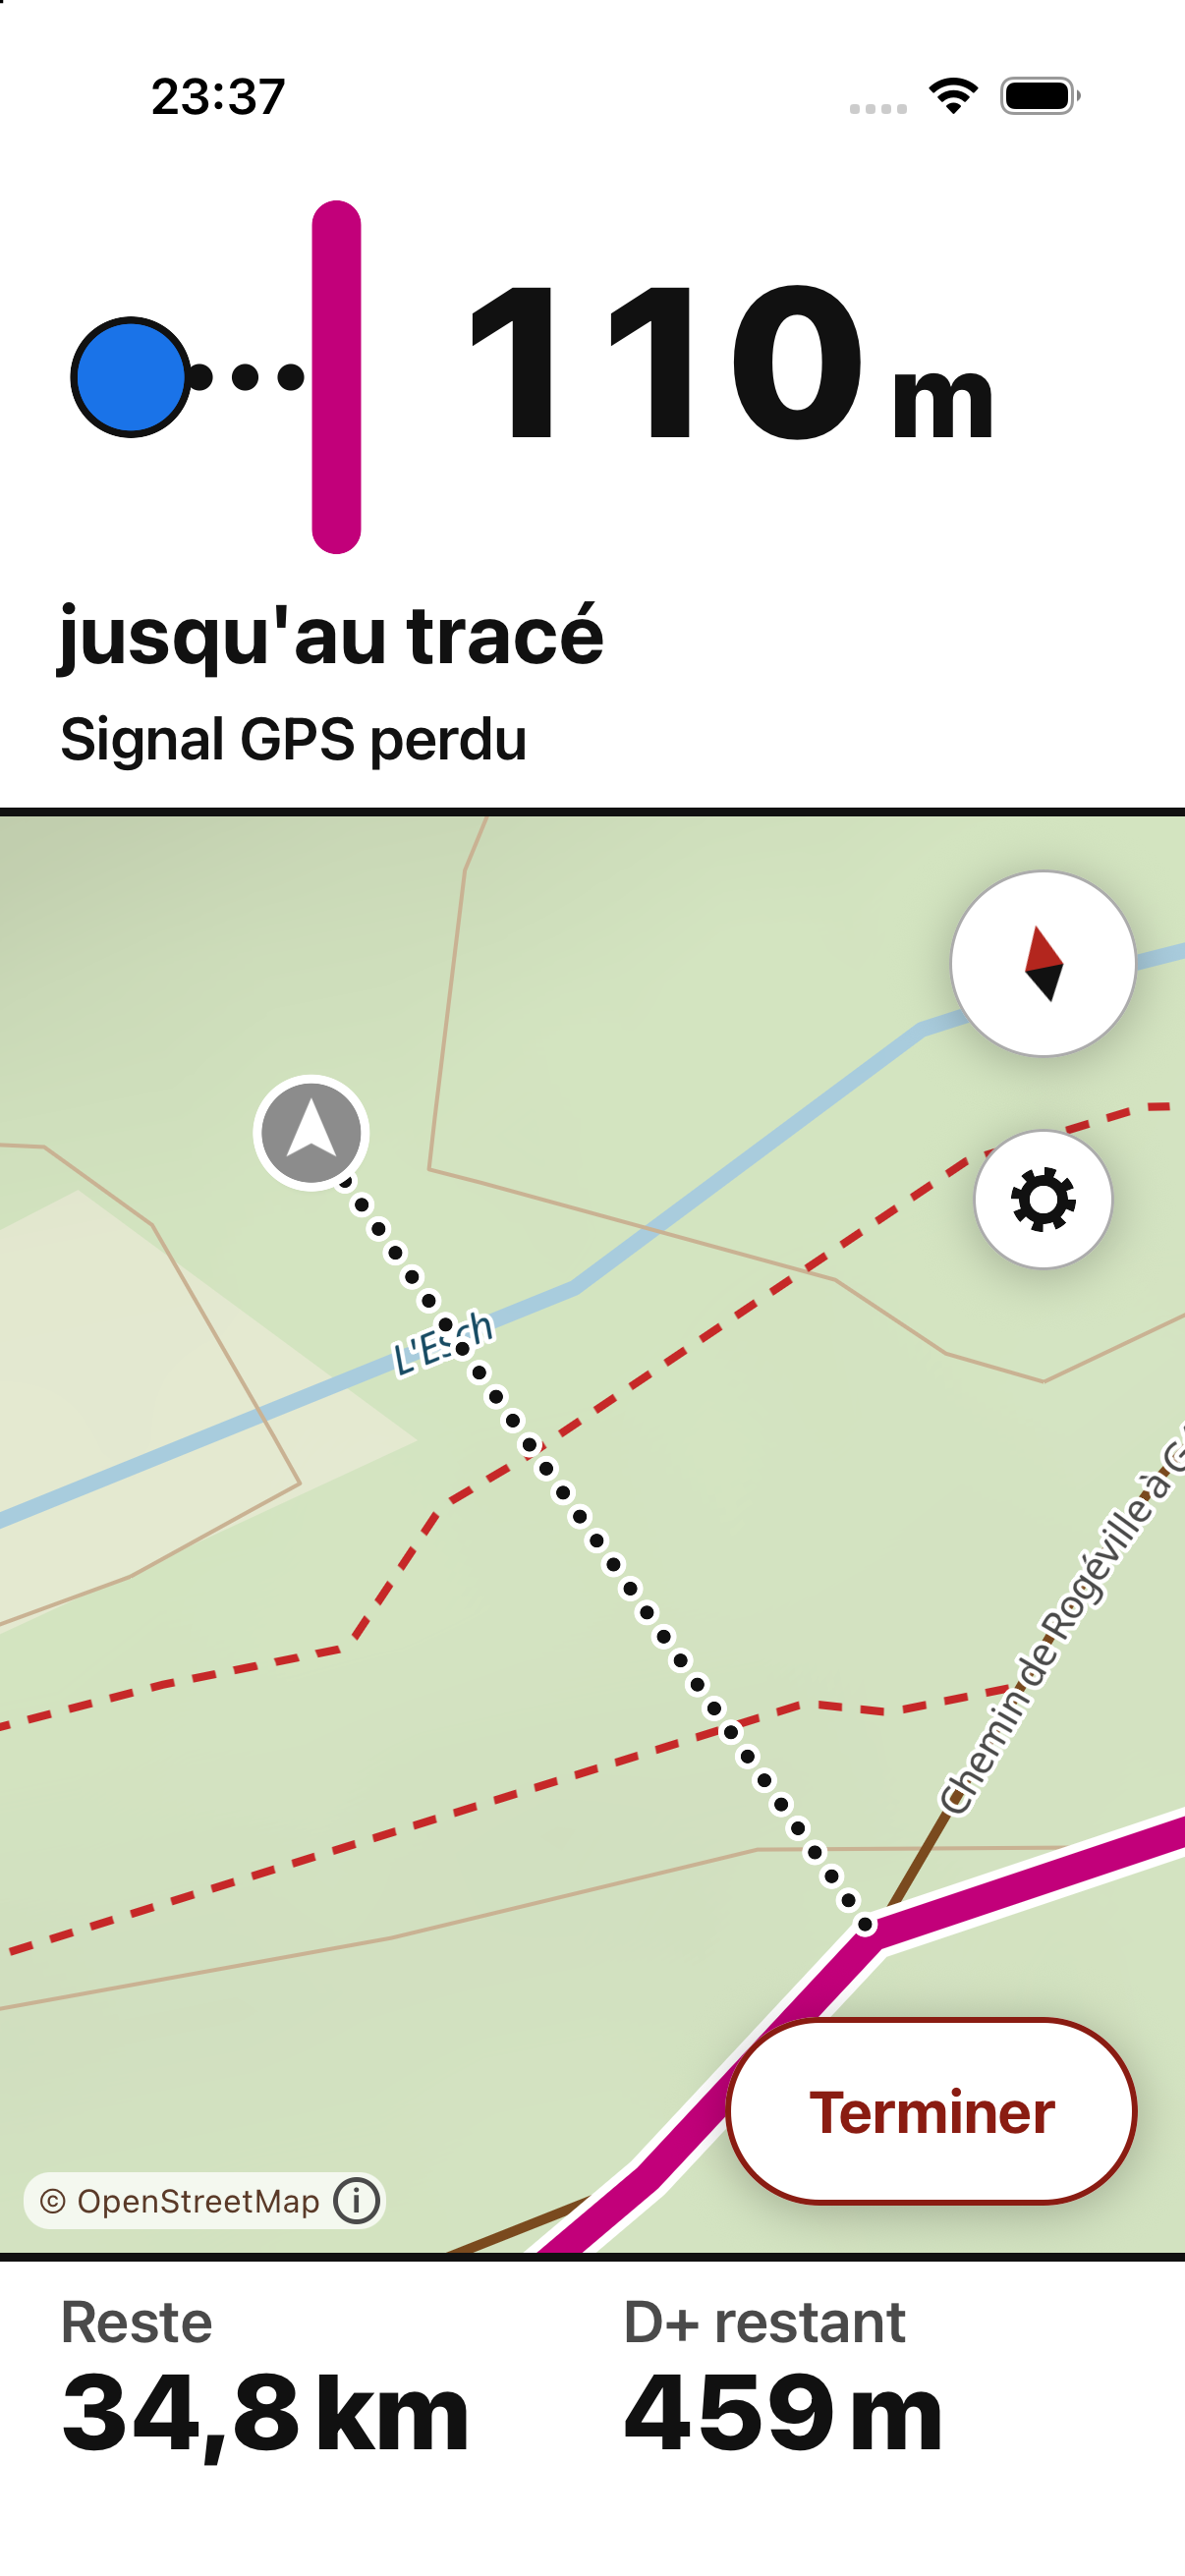 23:37
110 m
jusqu'au tracé
Signal GPS perdu
L'Esch
Chemin de Rogéville à
Terminer
© OpenStreetMap
Reste
D+ restant
34,8 km
459 m